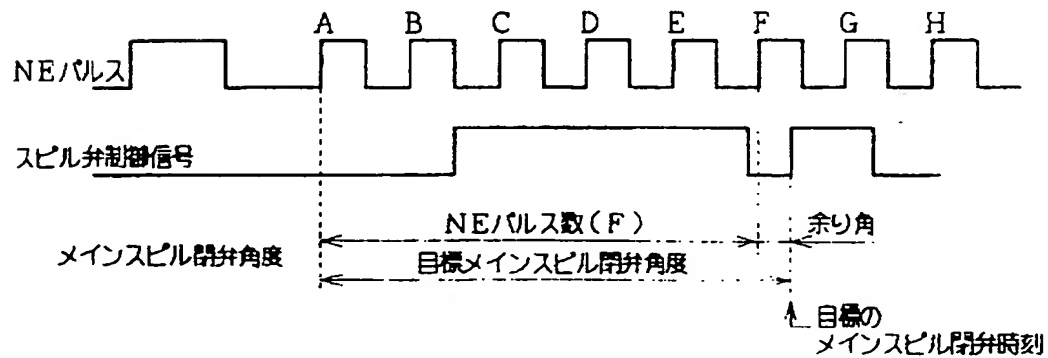 A B C D E F G H
NEパルス
スピル弁制御信号
NEパルス数(F)
余り角
メインスピル閉弁角度
目標メインスピル閉弁角度
目標の
メインスピル閉弁時刻